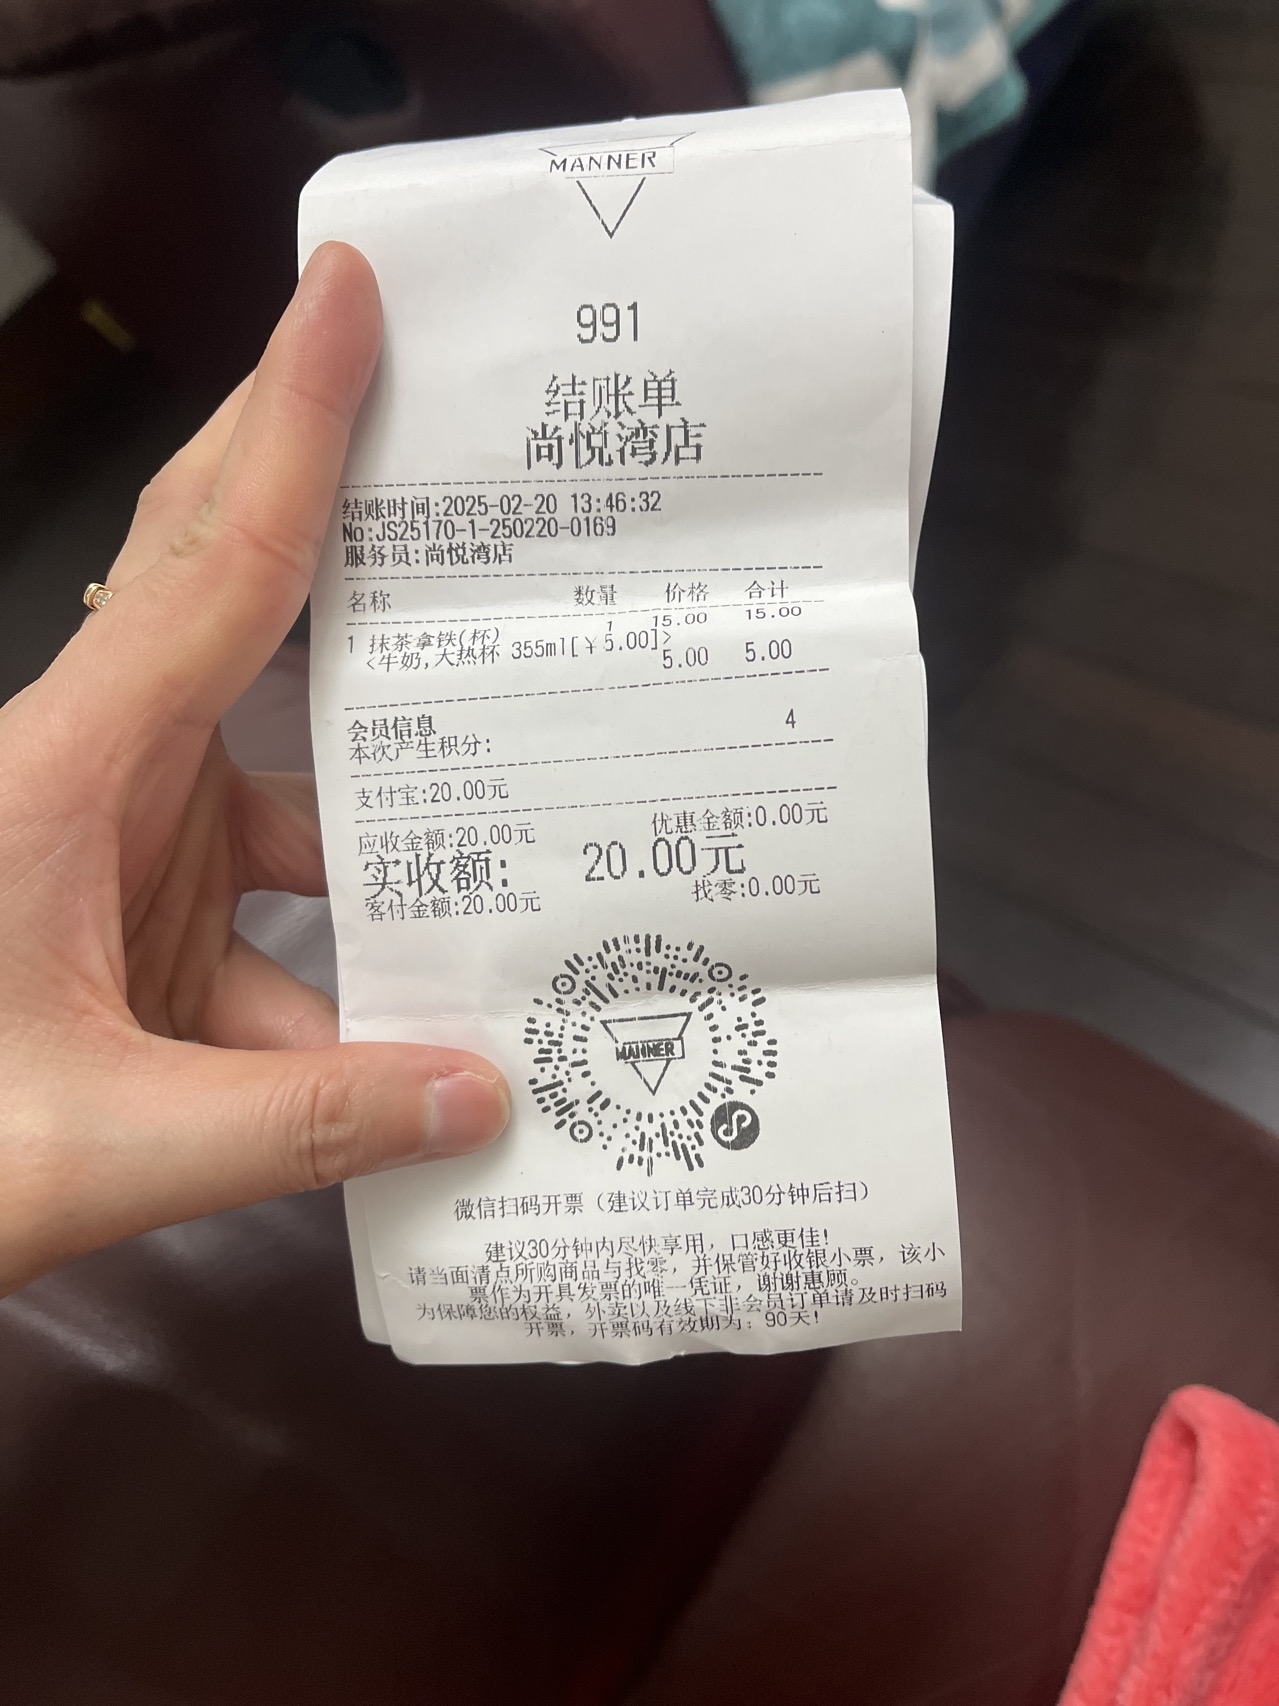 MANNER
991
结账单
尚悦湾店
结账时间:2025-02-20 13:46:32
No:JS25170-1-250220-0169
服务员:尚悦湾店
名称 数量 价格 合计
1 抹茶拿铁(杯) 1 15.00 15.00
<牛奶,大热杯 355ml[¥5.00]>
5.00 5.00
会员信息
本次产生积分: 4
支付宝:20.00元
应收金额:20.00元 优惠金额:0.00元
实收额: 20.00元
客付金额:20.00元 找零:0.00元
MANNER
微信扫码开票（建议订单完成30分钟后扫）
建议30分钟内尽快享用，口感更佳！
请当面清点所购商品与找零，并保管好收银小票，该小
票作为开具发票的唯一凭证，谢谢惠顾。
为保障您的权益，外卖以及线下非会员订单请及时扫码
开票，开票码有效期为：90天！